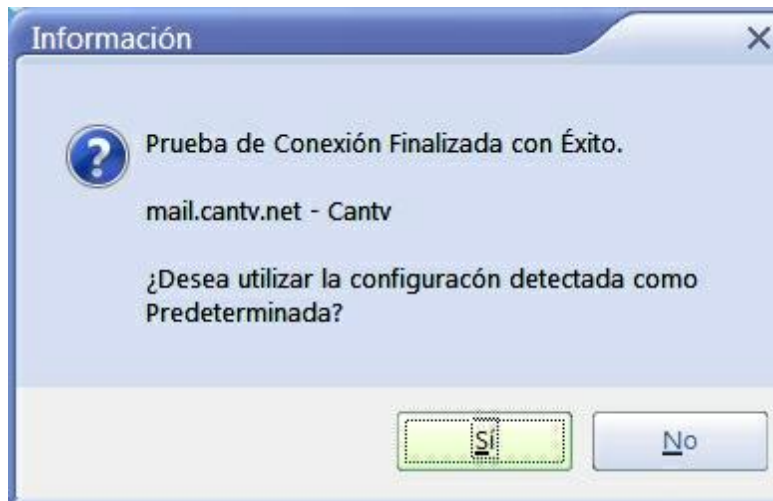 Información
Prueba de Conexión Finalizada con Éxito.
mail.cantv.net - Cantv
¿Desea utilizar la configuracón detectada como
Predeterminada?
Sí
No